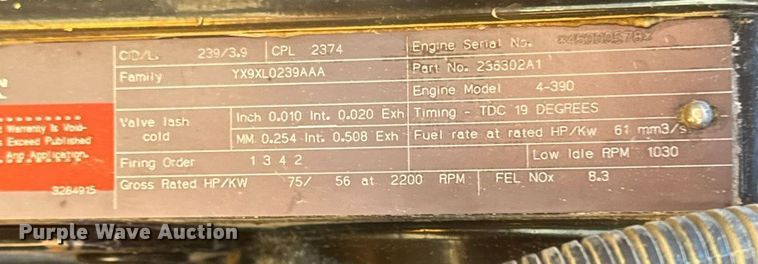 C.I.D/L. 239/3.9 CPL 2374 Engine Serial No. *45000578*
Family YX9XL0239AAA Part No. 236302A1
Engine Model 4-390
Valve lash cold Inch 0.010 Int. 0.020 Exh Timing - TDC 19 DEGREES
MM. 0.254 Int. 0.508 Exh Fuel rate at rated HP/Kw 61 mm3/s
Warranty Is Void-
s Exceed Published
And Application.
Firing Order 1 3 4 2 Low Idle RPM 1030
Gross Rated HP/KW 75/ 56 at 2200 RPM FEL NOx 8.3
3284915
Purple Wave Auction